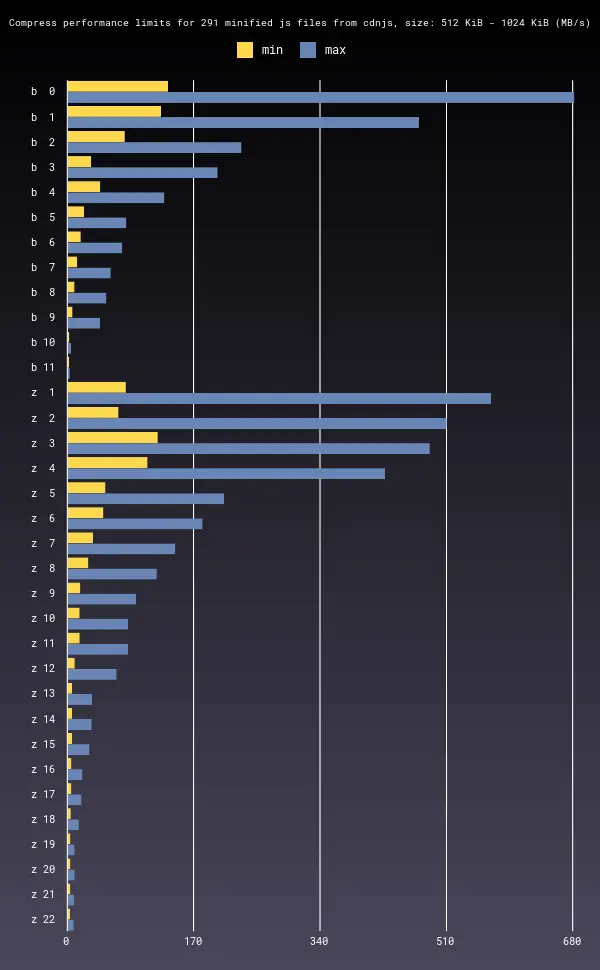 Compress performance limits for 291 minified js files from cdnjs, size: 512 KiB - 1024 KiB (MB/s)
min max
b 0
b 1
b 2
b 3
b 4
b 5
b 6
b 7
b 8
b 9
b 10
b 11
z 1
z 2
z 3
z 4
z 5
z 6
z 7
z 8
z 9
z 10
z 11
z 12
z 13
z 14
z 15
z 16
z 17
z 18
z 19
z 20
z 21
z 22
0 170 340 510 680